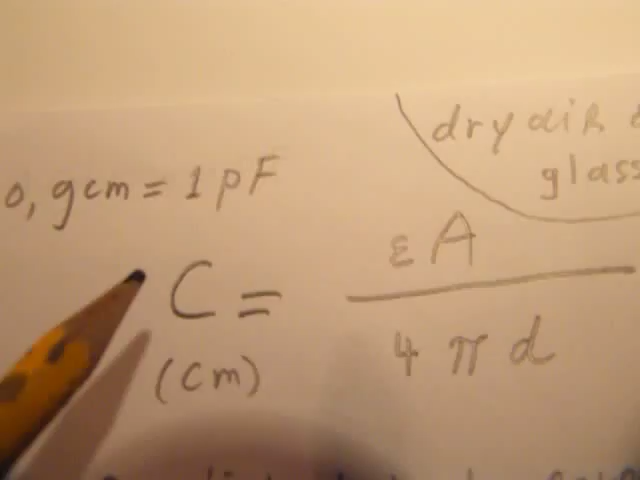 dry air
glass
0,9cm = 1pF
C = εA / 4πd
(cm)